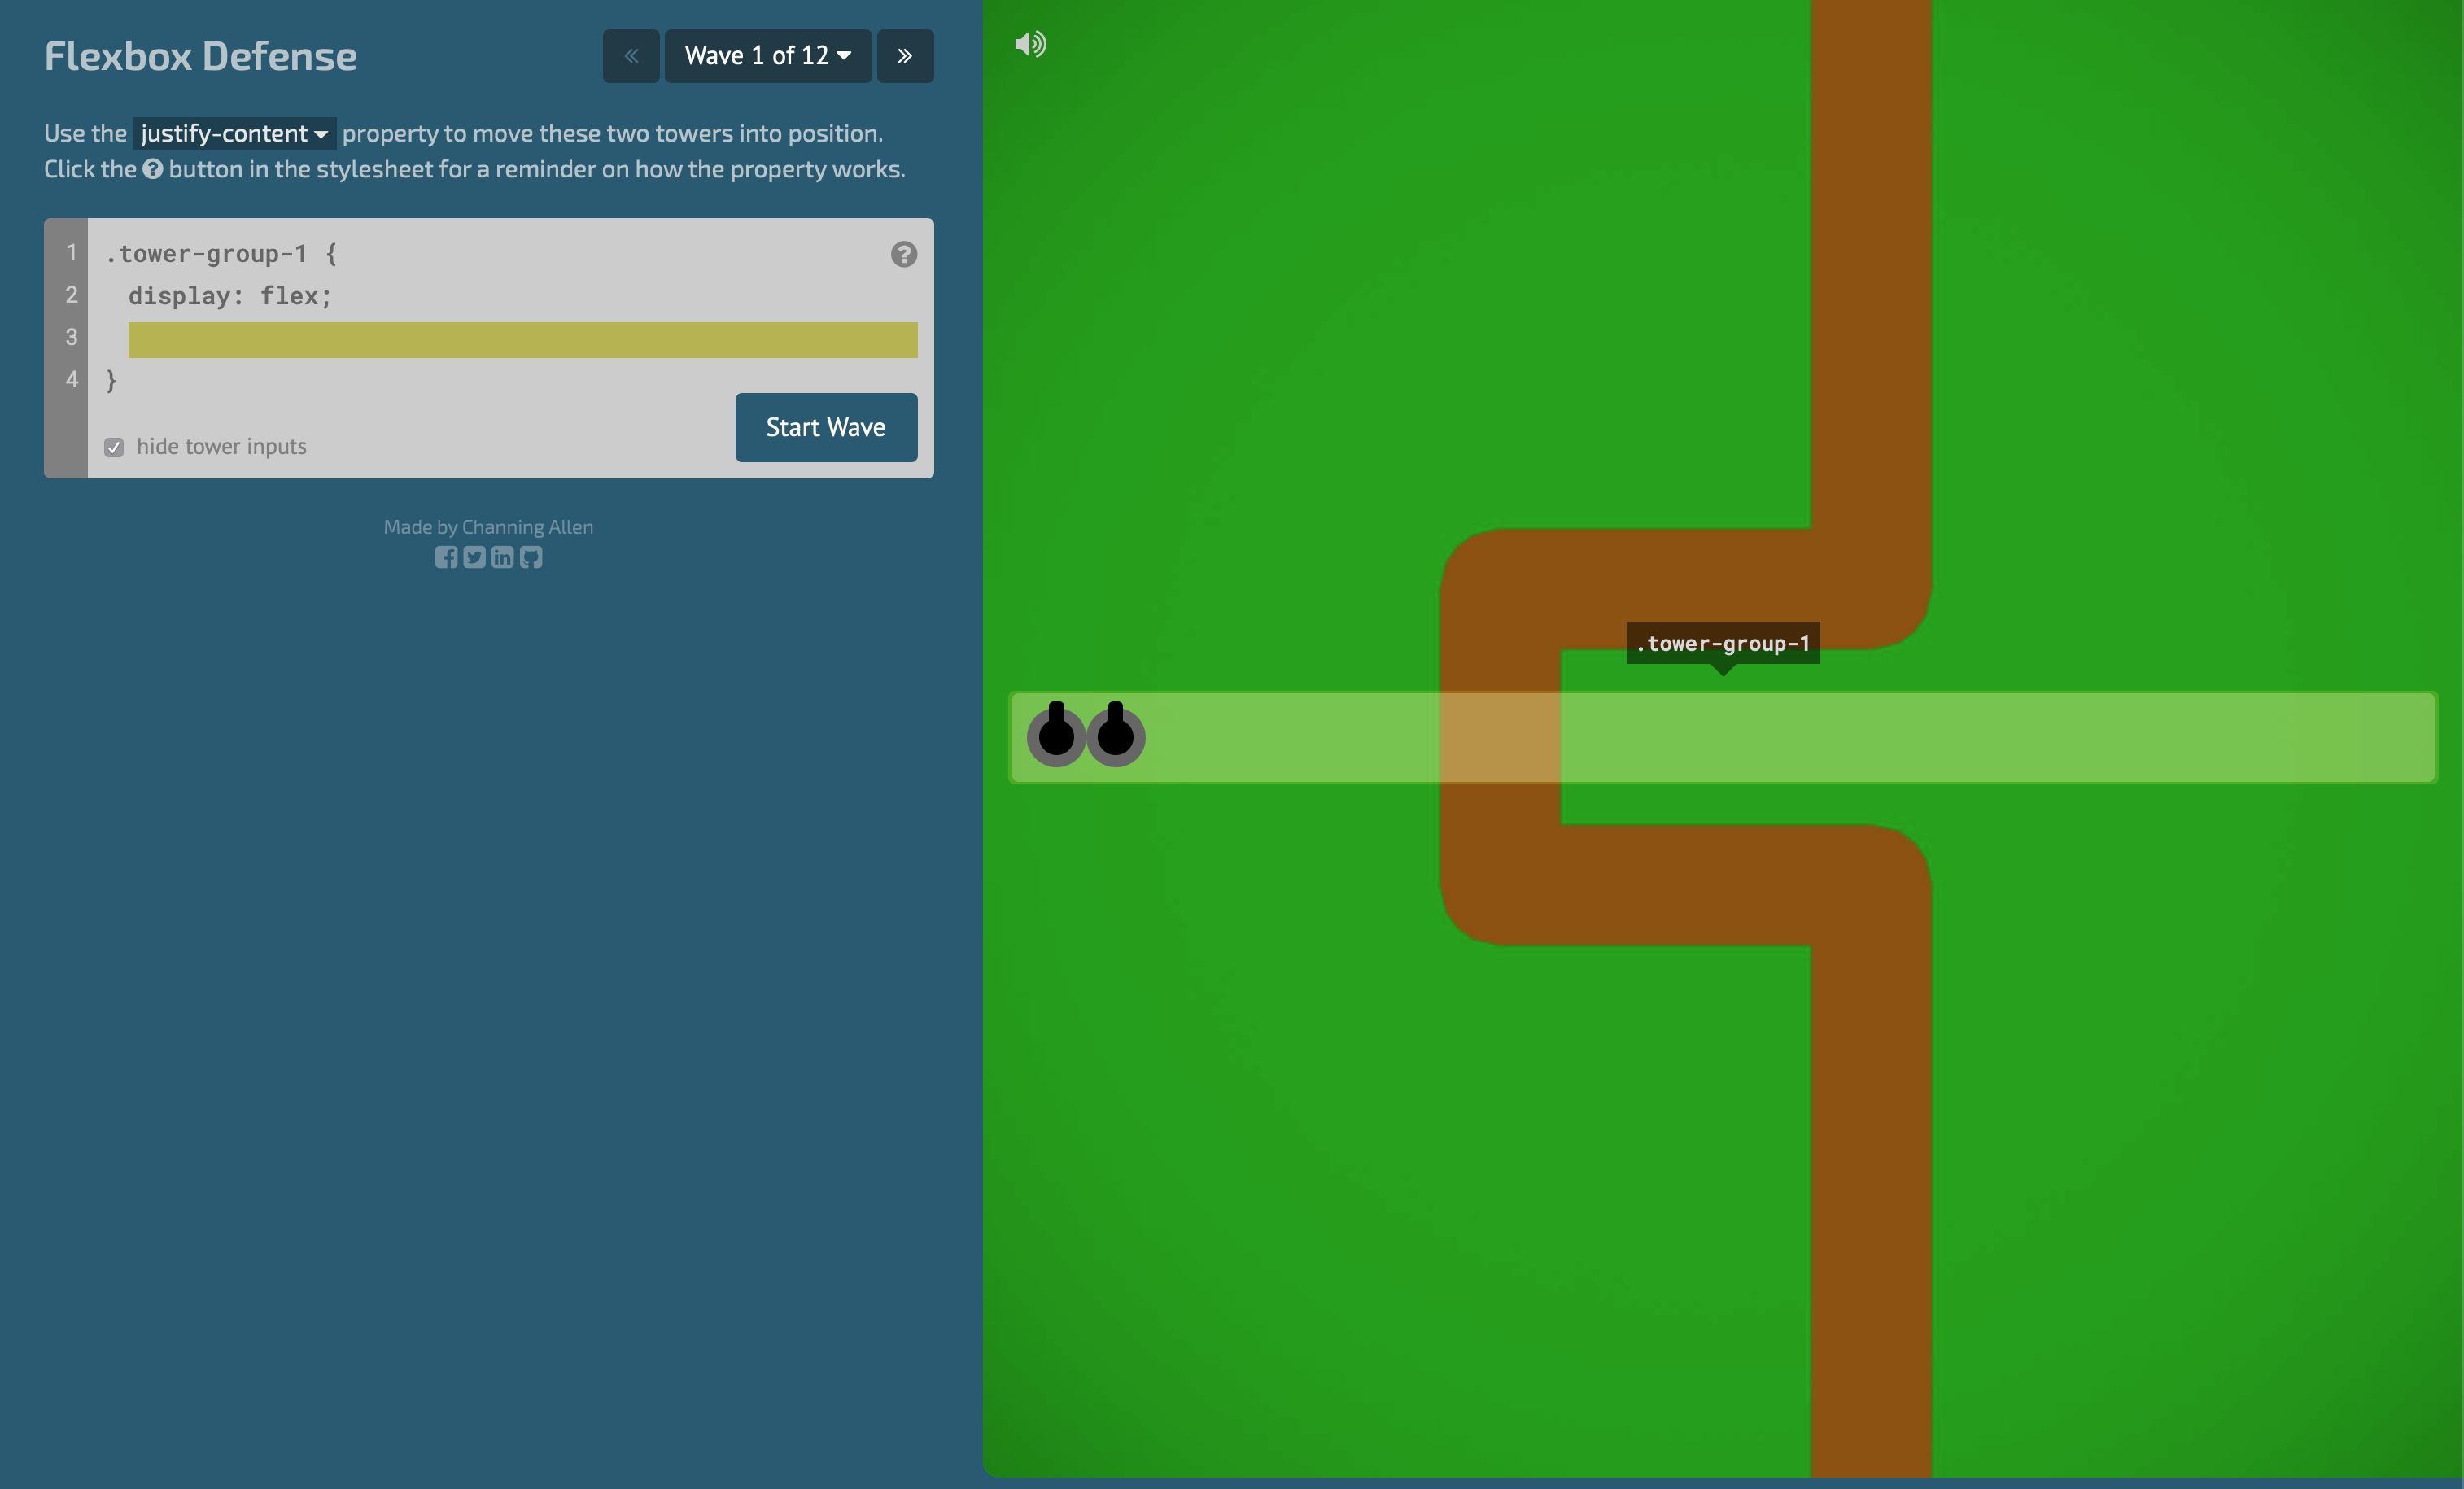 Flexbox Defense
« Wave 1 of 12 »
Use the justify-content property to move these two towers into position.
Click the ? button in the stylesheet for a reminder on how the property works.
1 .tower-group-1 { ?
2 display: flex;
3
4 }
Start Wave
hide tower inputs
Made by Channing Allen
.tower-group-1